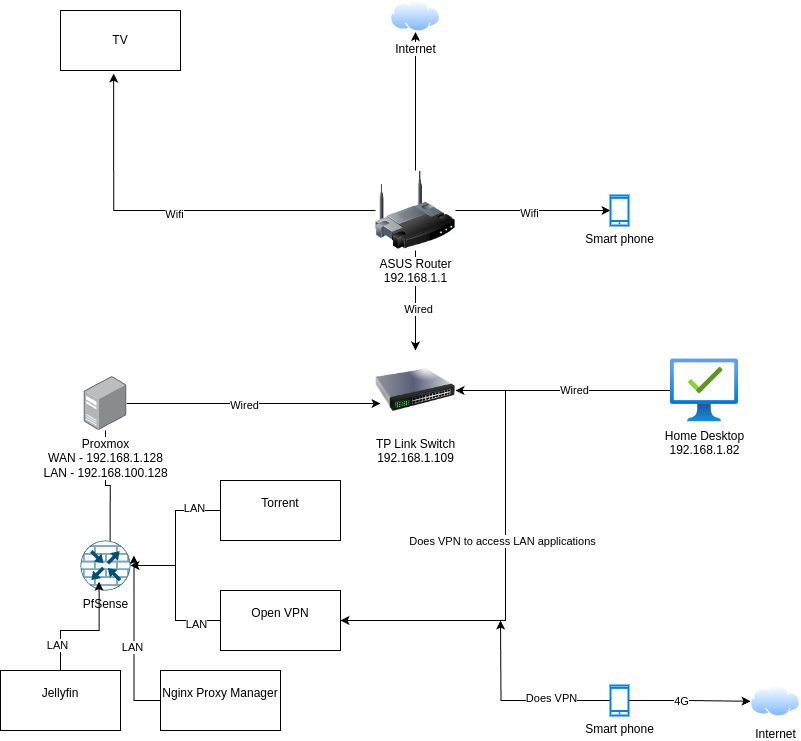 TV
Internet
Wifi
Wifi
Smart phone
ASUS Router
192.168.1.1
Wired
Wired
Wired
Proxmox
WAN - 192.168.1.128
LAN - 192.168.100.128
TP Link Switch
192.168.1.109
Home Desktop
192.168.1.82
Torrent
LAN
Does VPN to access LAN applications
PfSense
Open VPN
LAN
LAN
LAN
Jellyfin
Nginx Proxy Manager
Does VPN
4G
Smart phone
Internet